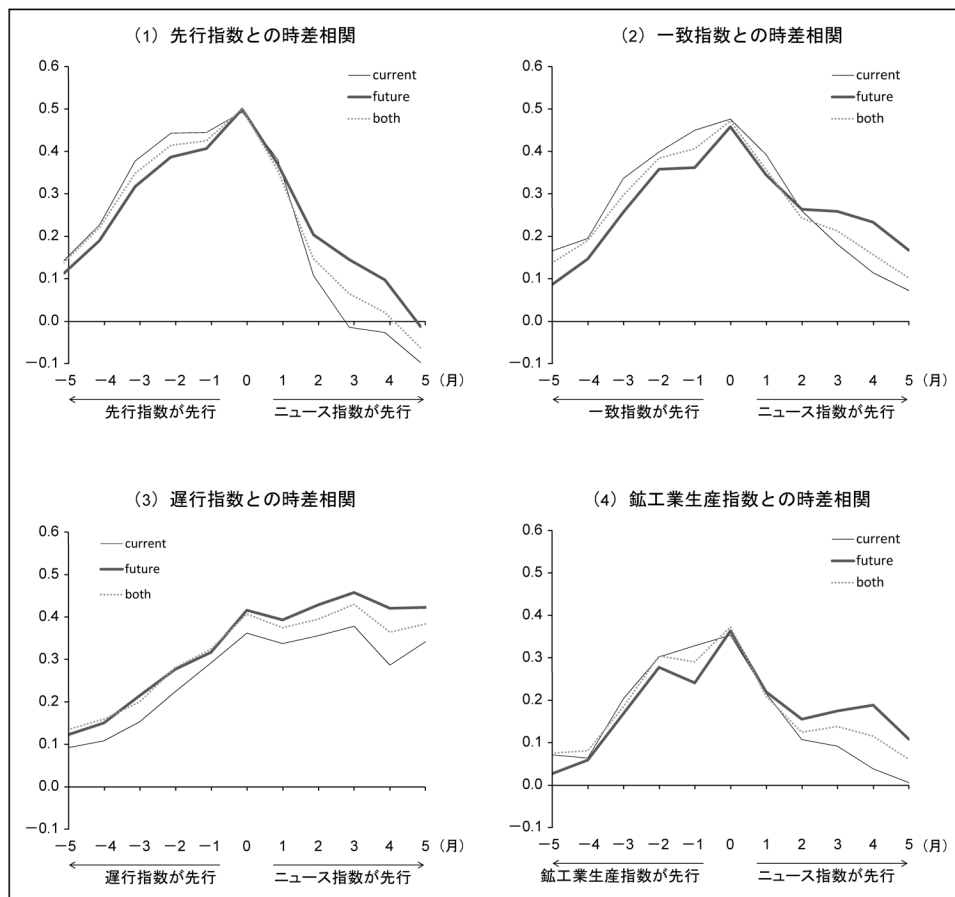 （1）先行指数との時差相関
0.6
0.5
0.4
0.3
0.2
0.1
0.0
－0.1
current
future
both
－5 －4 －3 －2 －1 0 1 2 3 4 5（月）
先行指数が先行 ニュース指数が先行
（2）一致指数との時差相関
0.6
0.5
0.4
0.3
0.2
0.1
0.0
－0.1
current
future
both
－5 －4 －3 －2 －1 0 1 2 3 4 5（月）
一致指数が先行 ニュース指数が先行
（3）遅行指数との時差相関
0.6
0.5
0.4
0.3
0.2
0.1
0.0
－0.1
current
future
both
－5 －4 －3 －2 －1 0 1 2 3 4 5（月）
遅行指数が先行 ニュース指数が先行
（4）鉱工業生産指数との時差相関
0.6
0.5
0.4
0.3
0.2
0.1
0.0
－0.1
current
future
both
－5 －4 －3 －2 －1 0 1 2 3 4 5（月）
鉱工業生産指数が先行 ニュース指数が先行